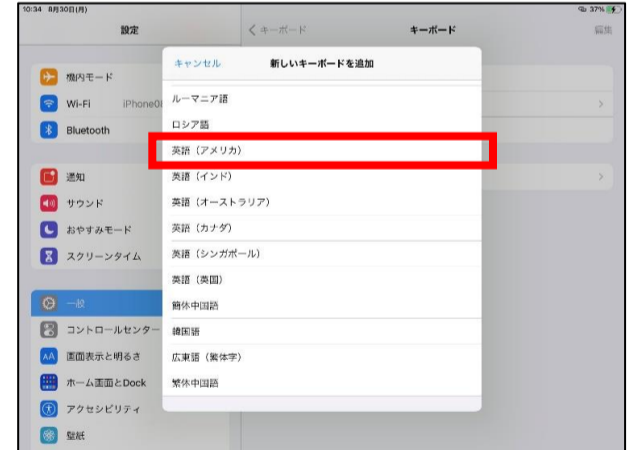 10:34 8月30日(月)
37%
設定
キーボード
キーボード
編集
キャンセル
新しいキーボードを追加
機内モード
Wi-Fi
Bluetooth
通知
サウンド
おやすみモード
スクリーンタイム
一般
コントロールセンター
画面表示と明るさ
ホーム画面とDock
アクセシビリティ
壁紙
ルーマニア語
ロシア語
英語（アメリカ）
英語（インド）
英語（オーストラリア）
英語（カナダ）
英語（シンガポール）
英語（英国）
簡体中国語
韓国語
広東語（繁体字）
繁体中国語